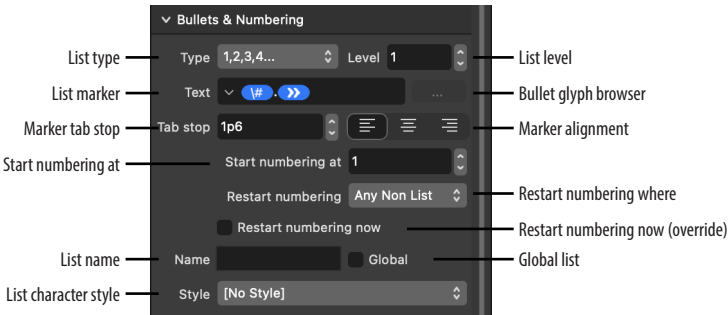 Bullets & Numbering
List type Type 1,2,3,4... Level 1 List level
List marker Text \#. Bullet glyph browser ...
Marker tab stop Tab stop 1p6 Marker alignment
Start numbering at Start numbering at 1
Restart numbering Any Non List Restart numbering where
Restart numbering now Restart numbering now (override)
List name Name Global Global list
List character style Style [No Style]